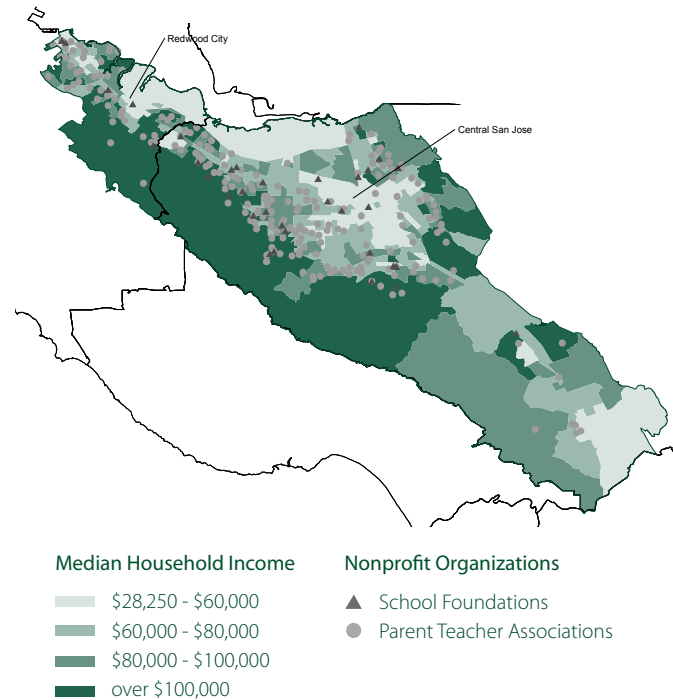 Redwood City
Central San Jose
Median Household Income
$28,250 - $60,000
$60,000 - $80,000
$80,000 - $100,000
over $100,000
Nonprofit Organizations
School Foundations
Parent Teacher Associations